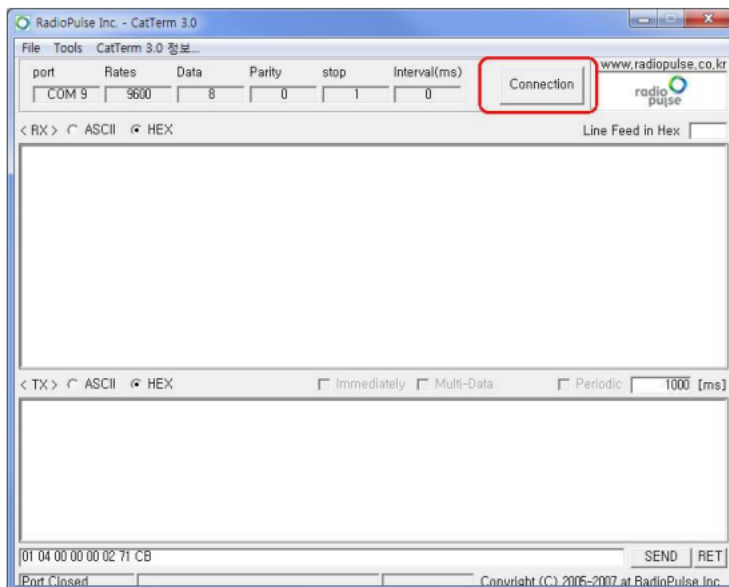 RadioPulse Inc. - CatTerm 3.0
File Tools CatTerm 3.0 정보...
port Rates Data Parity stop Interval(ms)
COM 9 9600 8 0 1 0
Connection
www.radiopulse.co.kr
radio pulse
< RX > ASCII HEX Line Feed in Hex
< TX > ASCII HEX Immediately Multi-Data Periodic 1000 [ms]
01 04 00 00 00 02 71 CB SEND RET
Port Closed Copyright (C) 2005-2007 at RadioPulse Inc.